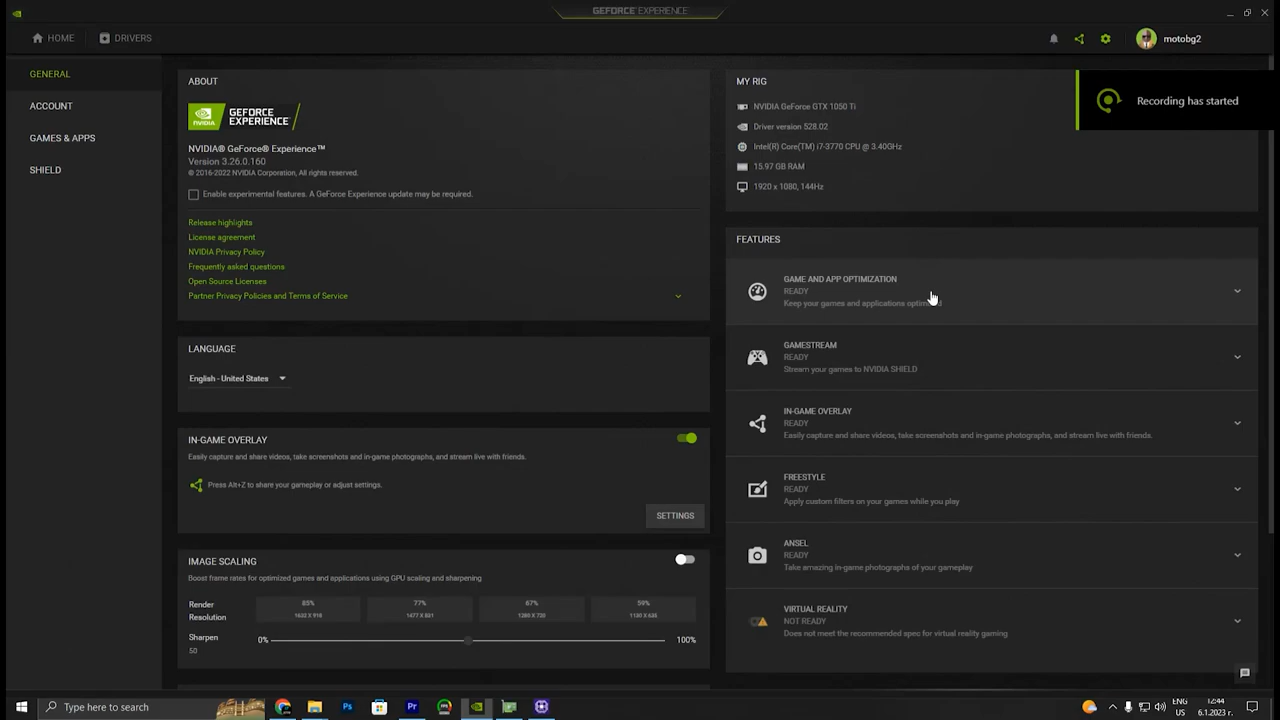 GEFORCE EXPERIENCE
HOME
DRIVERS
motobg2
GENERAL
ACCOUNT
GAMES & APPS
SHIELD
ABOUT
NVIDIA
GEFORCE
EXPERIENCE
NVIDIA® GeForce® Experience™
Version 3.26.0.160
© 2016-2022 NVIDIA Corporation, All rights reserved.
Enable experimental features. A GeForce Experience update may be required.
Release highlights
License agreement
NVIDIA Privacy Policy
Frequently asked questions
Open Source Licenses
Partner Privacy Policies and Terms of Service
LANGUAGE
English - United States
IN-GAME OVERLAY
Easily capture and share videos, take screenshots and in-game photographs, and stream live with friends.
Press Alt+Z to share your gameplay or adjust settings.
SETTINGS
IMAGE SCALING
Boost frame rates for optimized games and applications using GPU scaling and sharpening
Render
Resolution
85%
77%
67%
59%
1632 X 918
1477 X 831
1280 X 720
1130 X 635
Sharpen
50
0%
100%
MY RIG
NVIDIA GeForce GTX 1050 Ti
Driver version 528.02
Intel(R) Core(TM) i7-3770 CPU @ 3.40GHz
15.97 GB RAM
1920 x 1080, 144Hz
Recording has started
FEATURES
GAME AND APP OPTIMIZATION
READY
Keep your games and applications
GAMESTREAM
READY
Stream your games to NVIDIA SHIELD
IN-GAME OVERLAY
READY
Easily capture and share videos, take screenshots and in-game photographs, and stream live with friends.
FREESTYLE
READY
Apply custom filters on your games while you play
ANSEL
READY
Take amazing in-game photographs of your gameplay
VIRTUAL REALITY
NOT READY
Does not meet the recommended spec for virtual reality gaming
Type here to search
Ps
Pr
ЕНГ
US
12:44
6.1.2023 г.